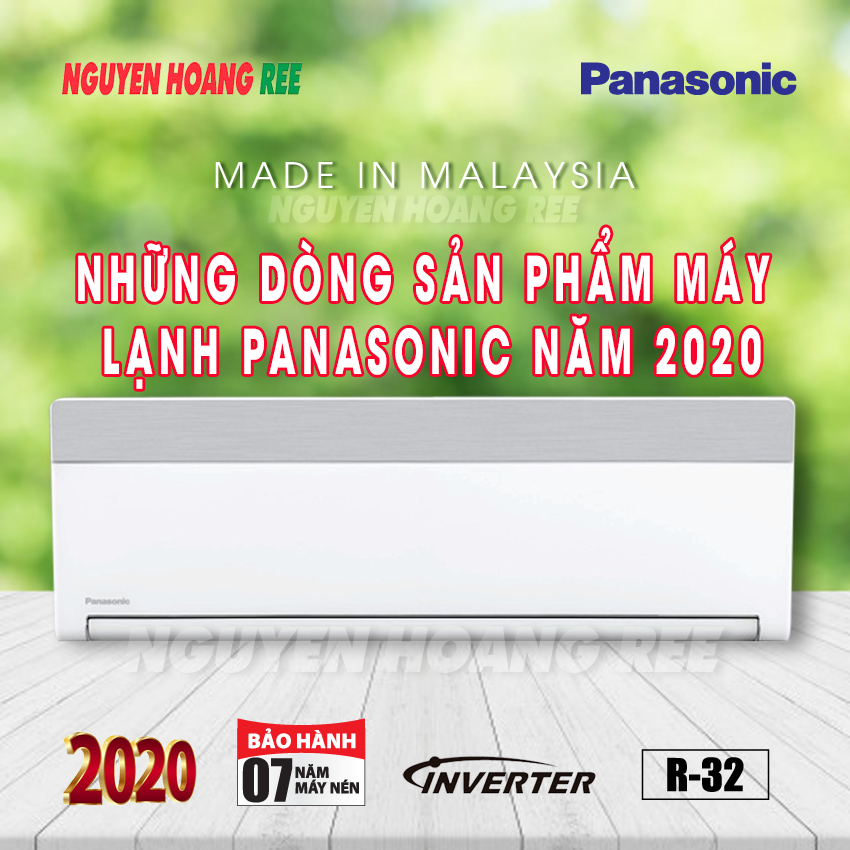 NGUYEN HOANG REE
Panasonic
MADE IN MALAYSIA
NGUYEN HOANG REE
NHỮNG DÒNG SẢN PHẨM MÁY
LẠNH PANASONIC NĂM 2020
Panasonic
NGUYEN HOANG REE
2020
BẢO HÀNH
07 NĂM
MÁY NÉN
INVERTER
R-32